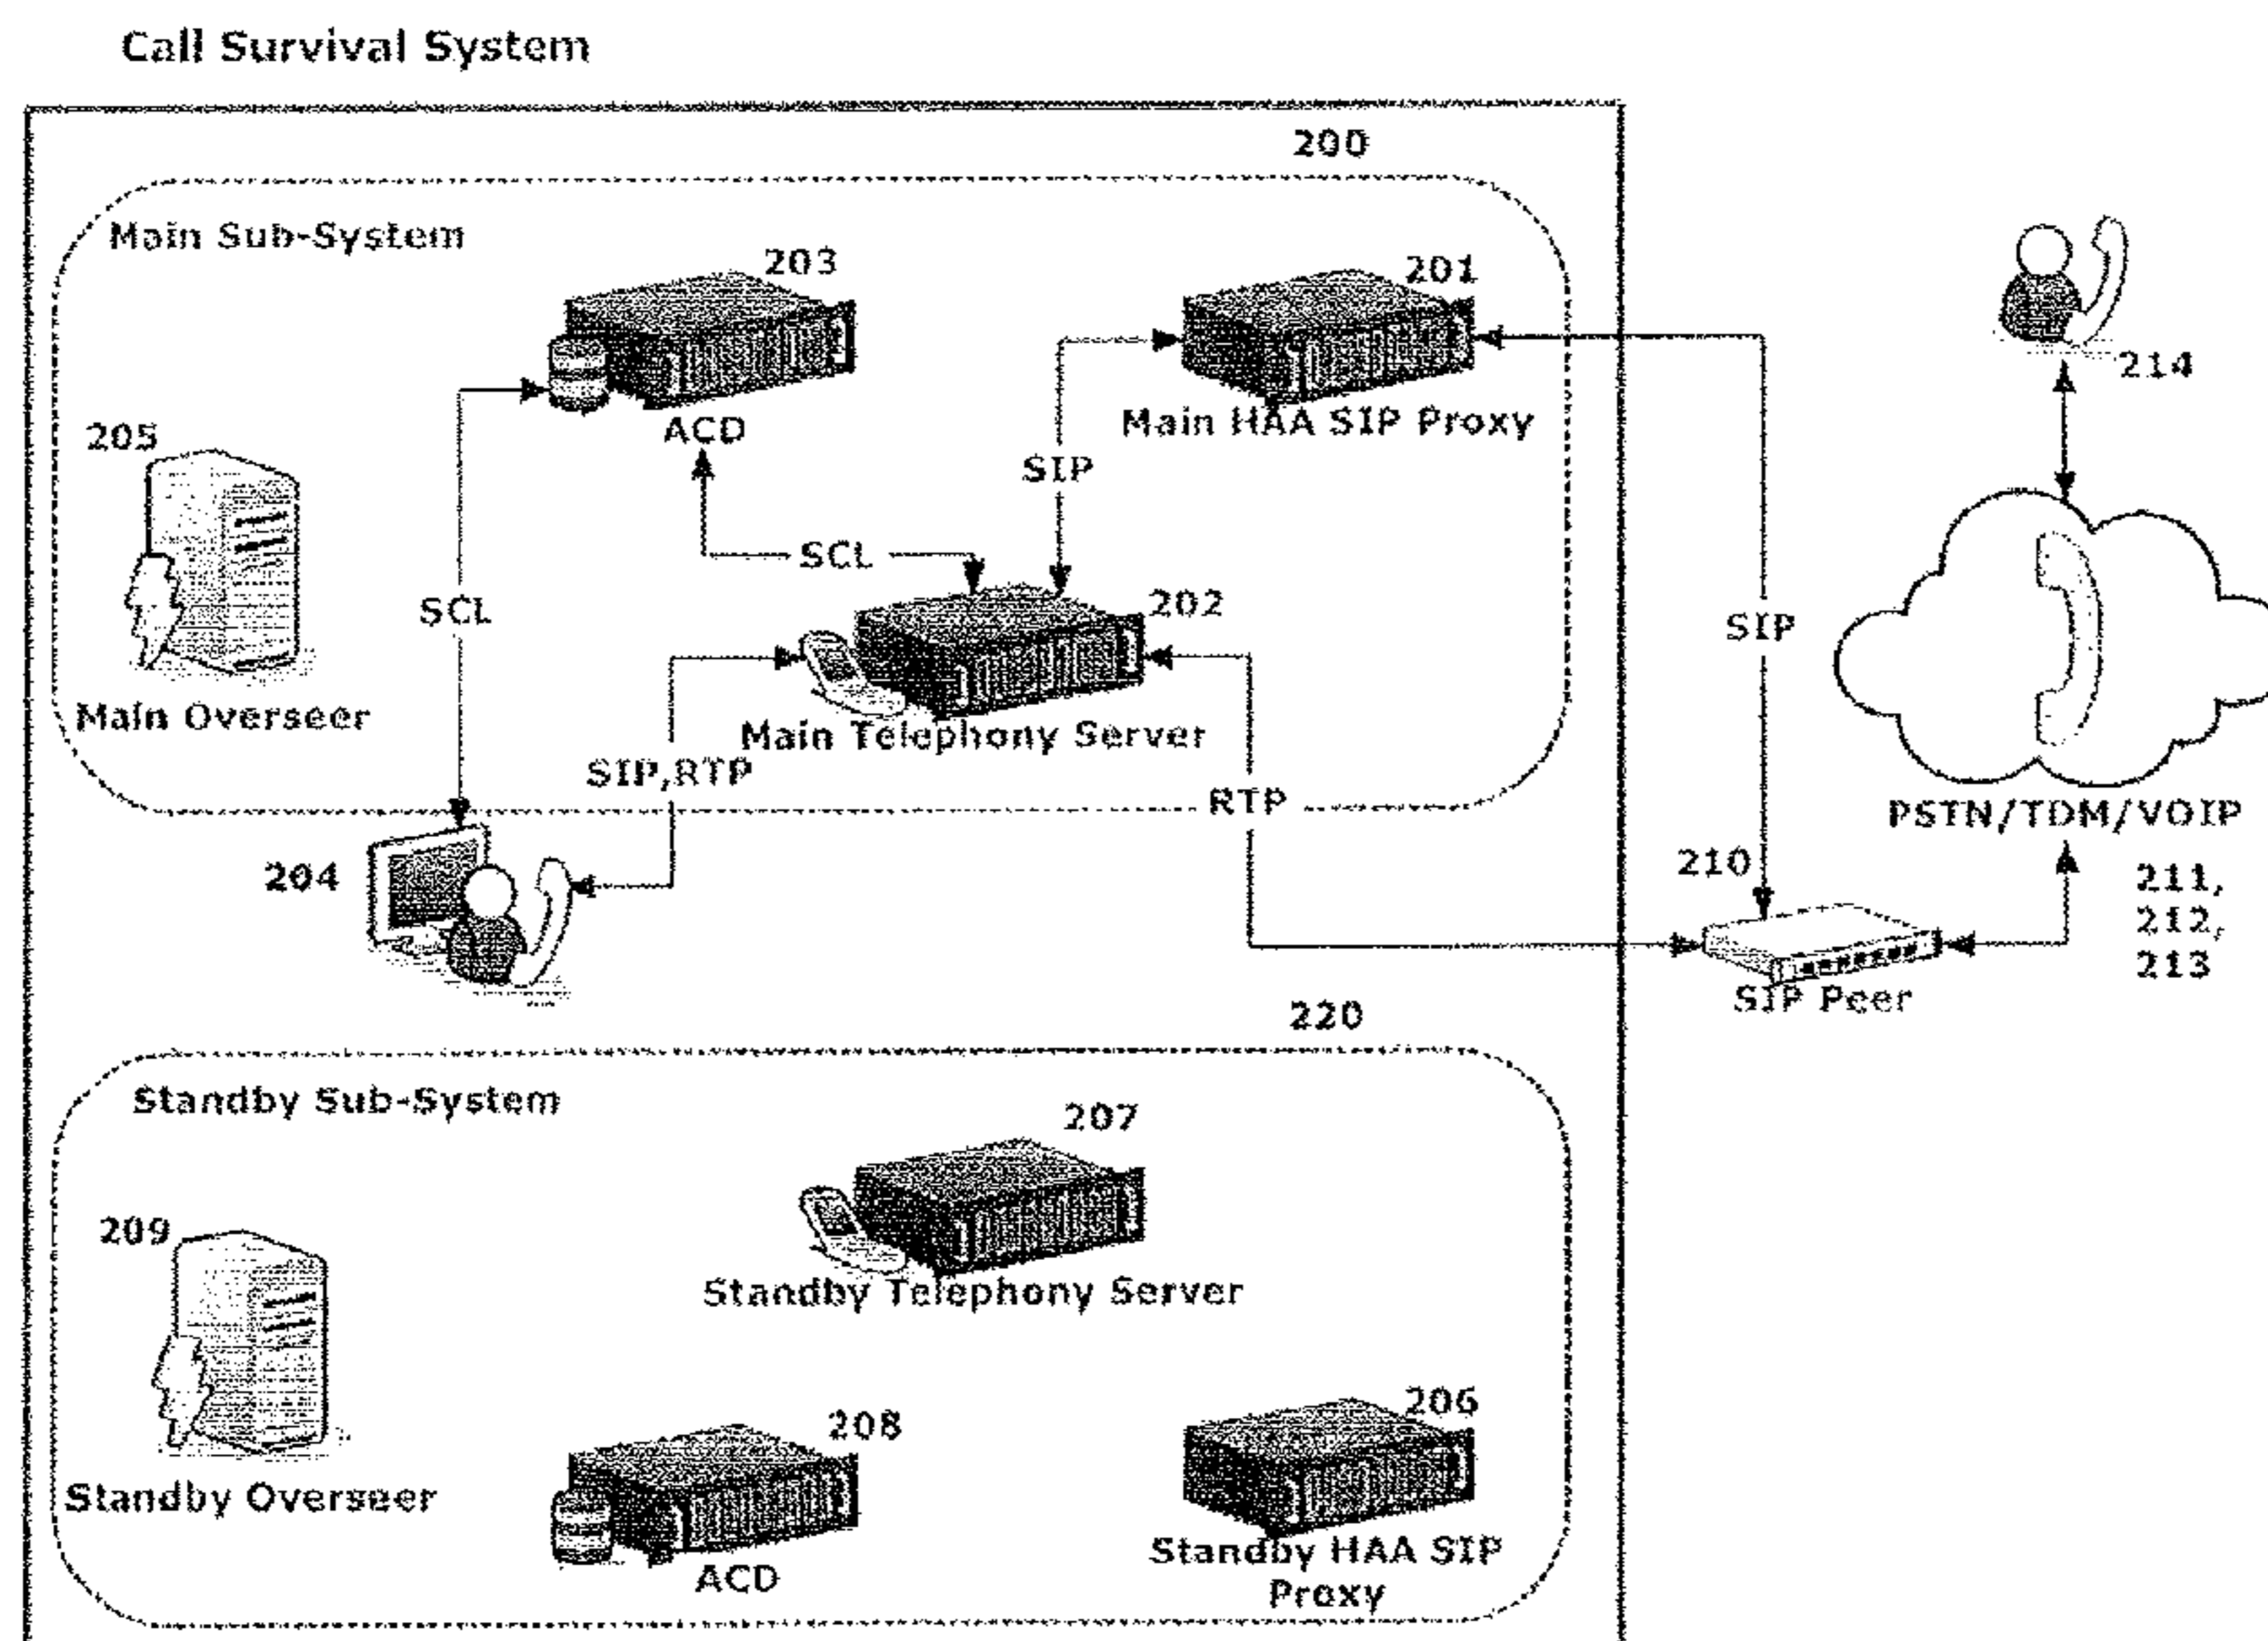 Call Survival System
200
Main Sub-System
203
201
214
205
ACD
Main HAA SIP Proxy
SIP
SCL
202
SCL
SIP
Main Overseer
Main Telephony Server
SIP,RTP
RTP
PSTN/TDM/VOIP
204
210
211,
212,
213
SIP Peer
220
Standby Sub-System
207
209
Standby Telephony Server
206
208
Standby Overseer
ACD
Standby HAA SIP
Proxy